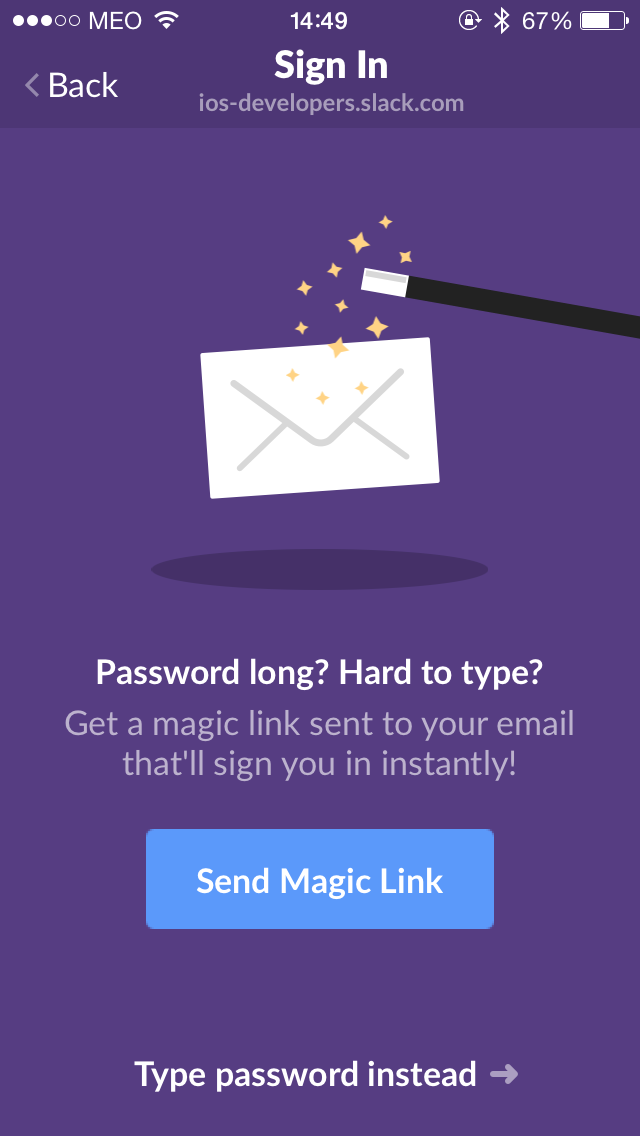 MEO 14:49 67%
Back
Sign In
ios-developers.slack.com
Password long? Hard to type?
Get a magic link sent to your email
that'll sign you in instantly!
Send Magic Link
Type password instead